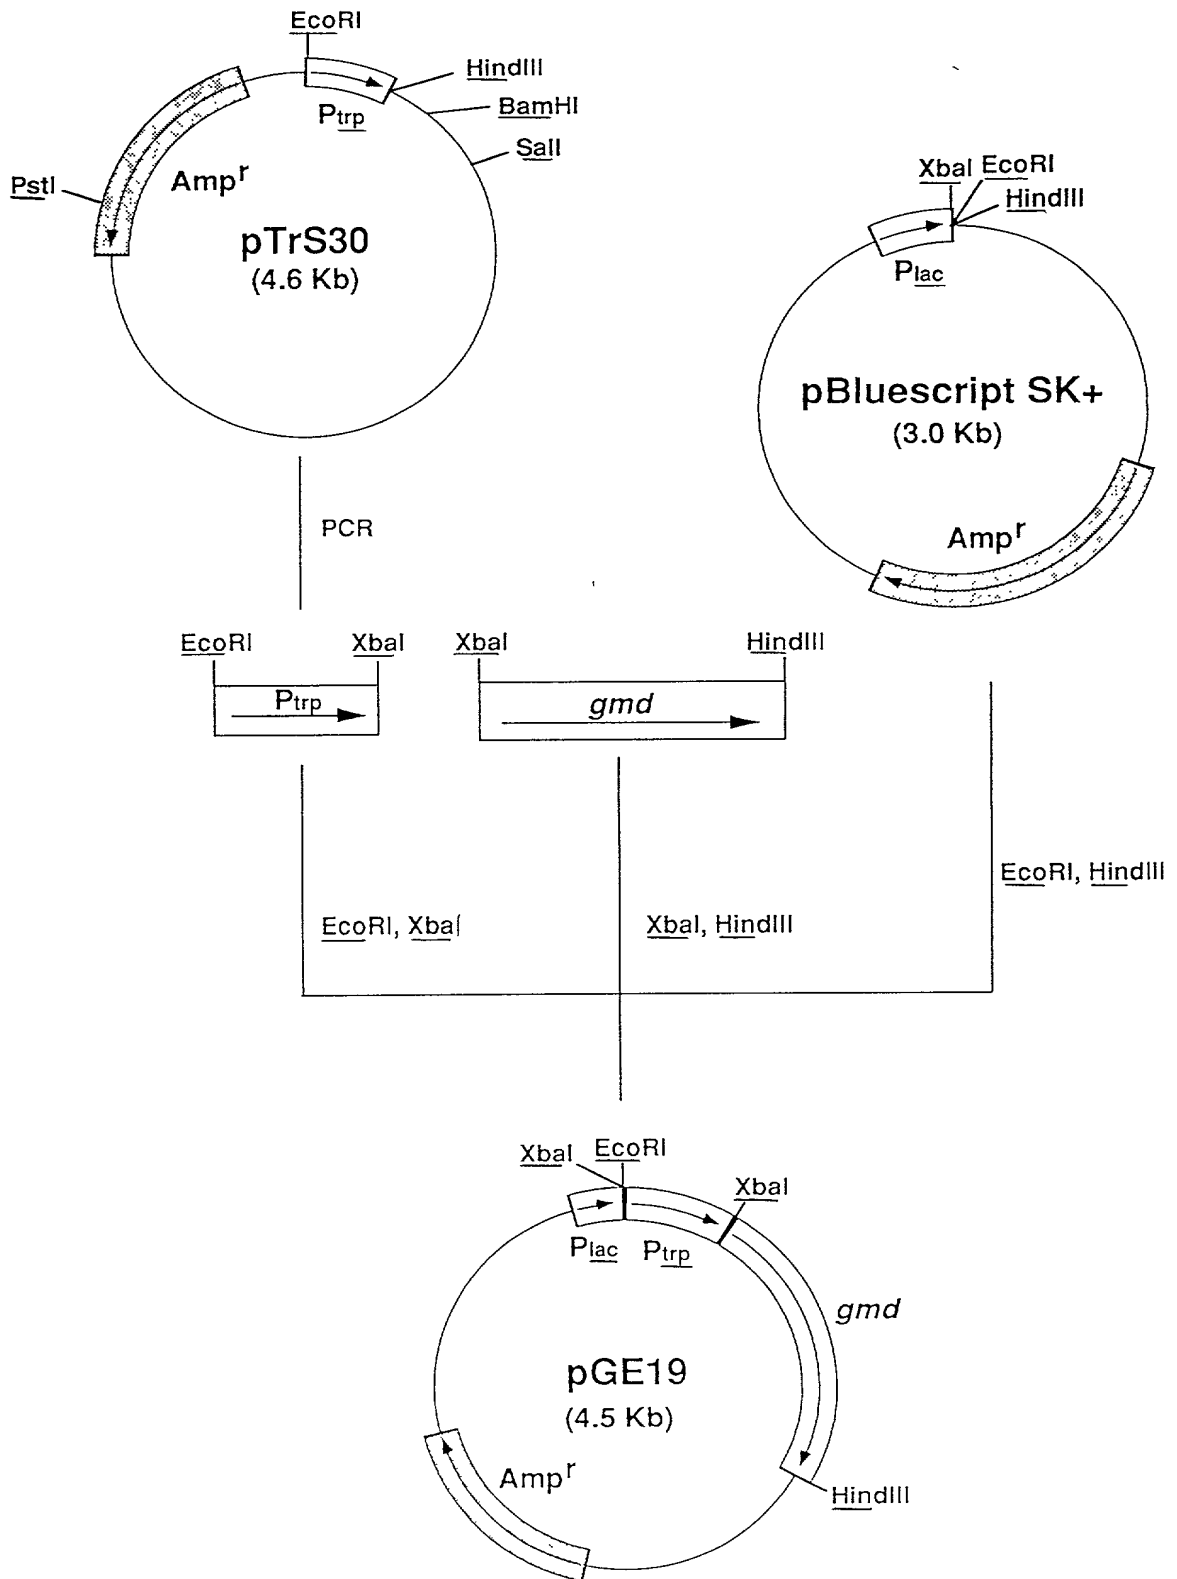 EcoRI
HindIII
Ptrp
BamHI
SalI
PstI
Ampr
pTrS30
(4.6 Kb)
XbaI EcoRI
HindIII
Plac
pBluescript SK+
(3.0 Kb)
Ampr
PCR
EcoRI XbaI XbaI HindIII
Ptrp gmd
EcoRI, HindIII
EcoRI, XbaI XbaI, HindIII
XbaI EcoRI
XbaI
Plac Ptrp
gmd
pGE19
(4.5 Kb)
Ampr
HindIII